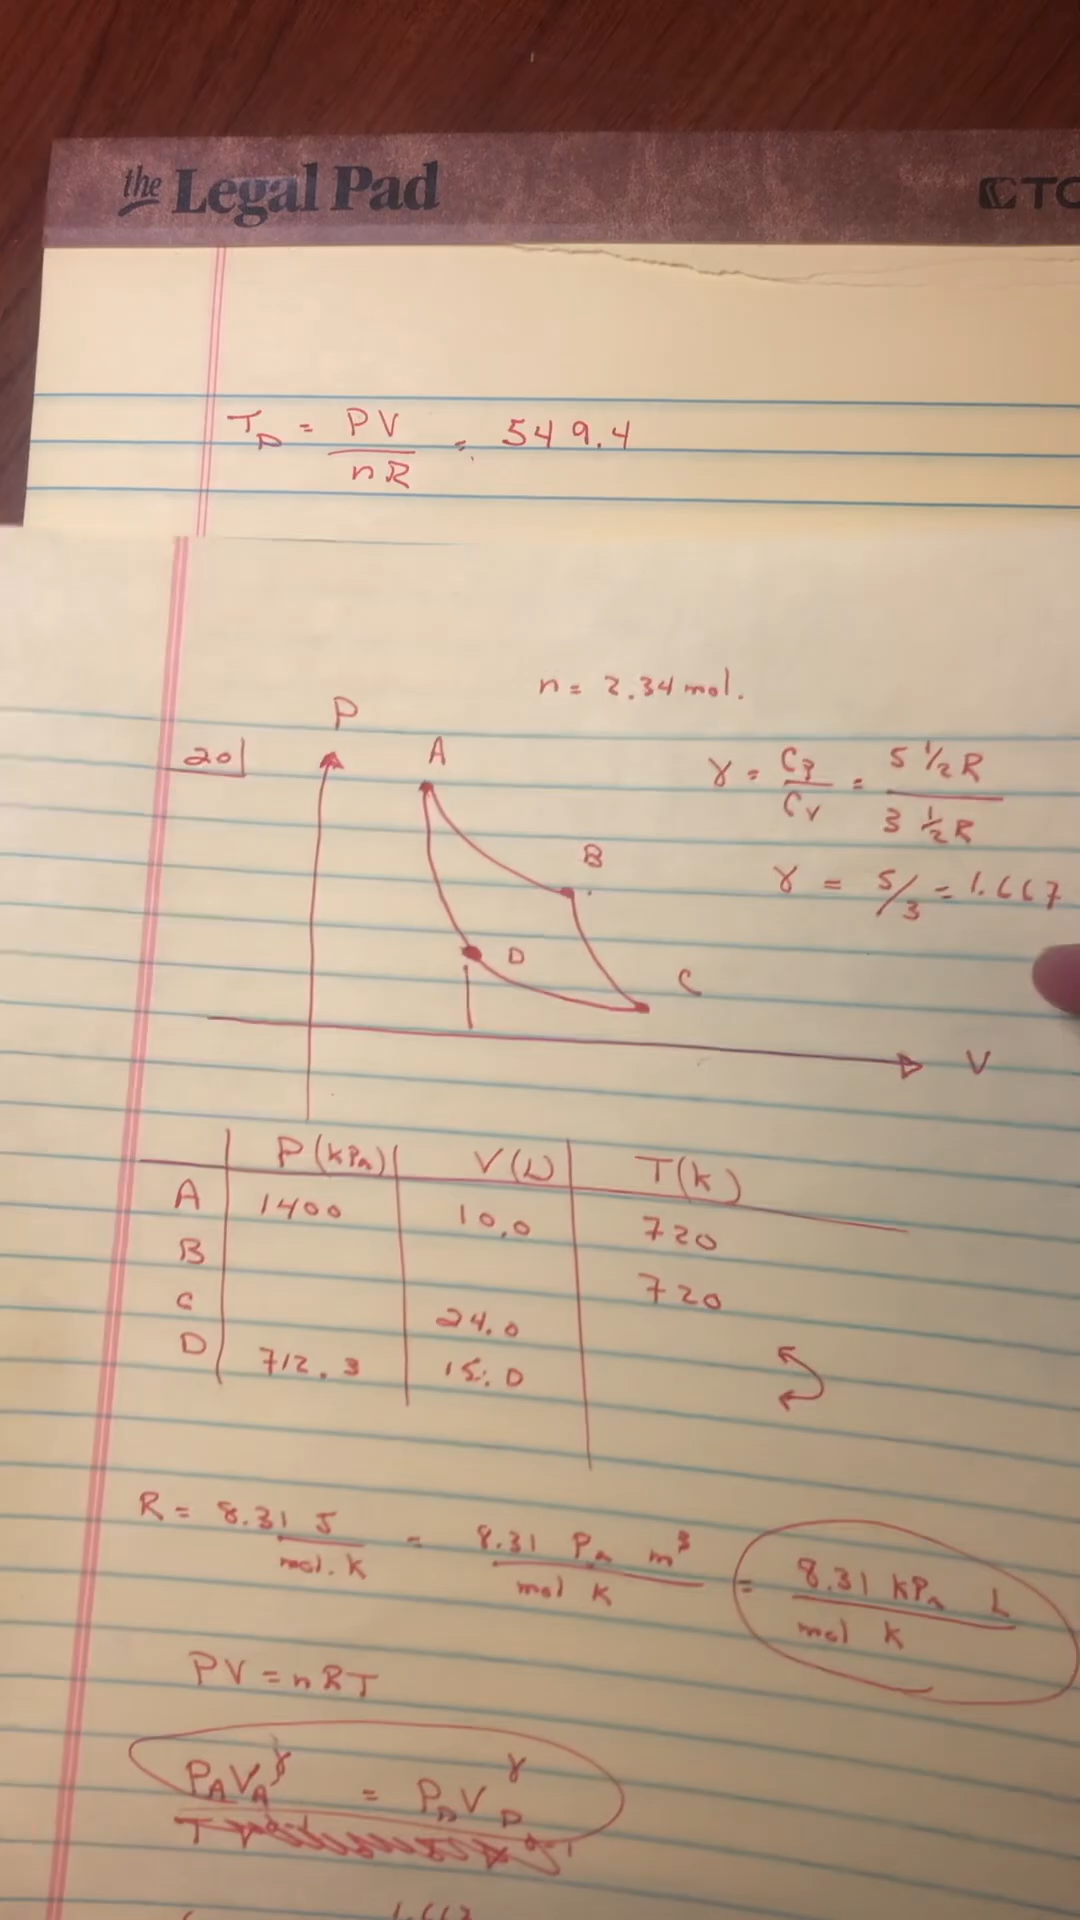 the Legal Pad
T_D = PV / nR = 549.4
n = 2.34 mol.
20|
P
A
B
C
D
V
γ = C_P / C_V = 5 ½ R / 3 ½ R
γ = 5/3 = 1.667
P (kPa) V (L) T (K)
A 1400 10.0 720
B 720
C 24.0
D 712.3 15.0
R = 8.31 J / mol. K = 8.31 Pa m³ / mol K = 8.31 kPa L / mol K
PV = nRT
P_A V_A^γ = P_D V_D^γ